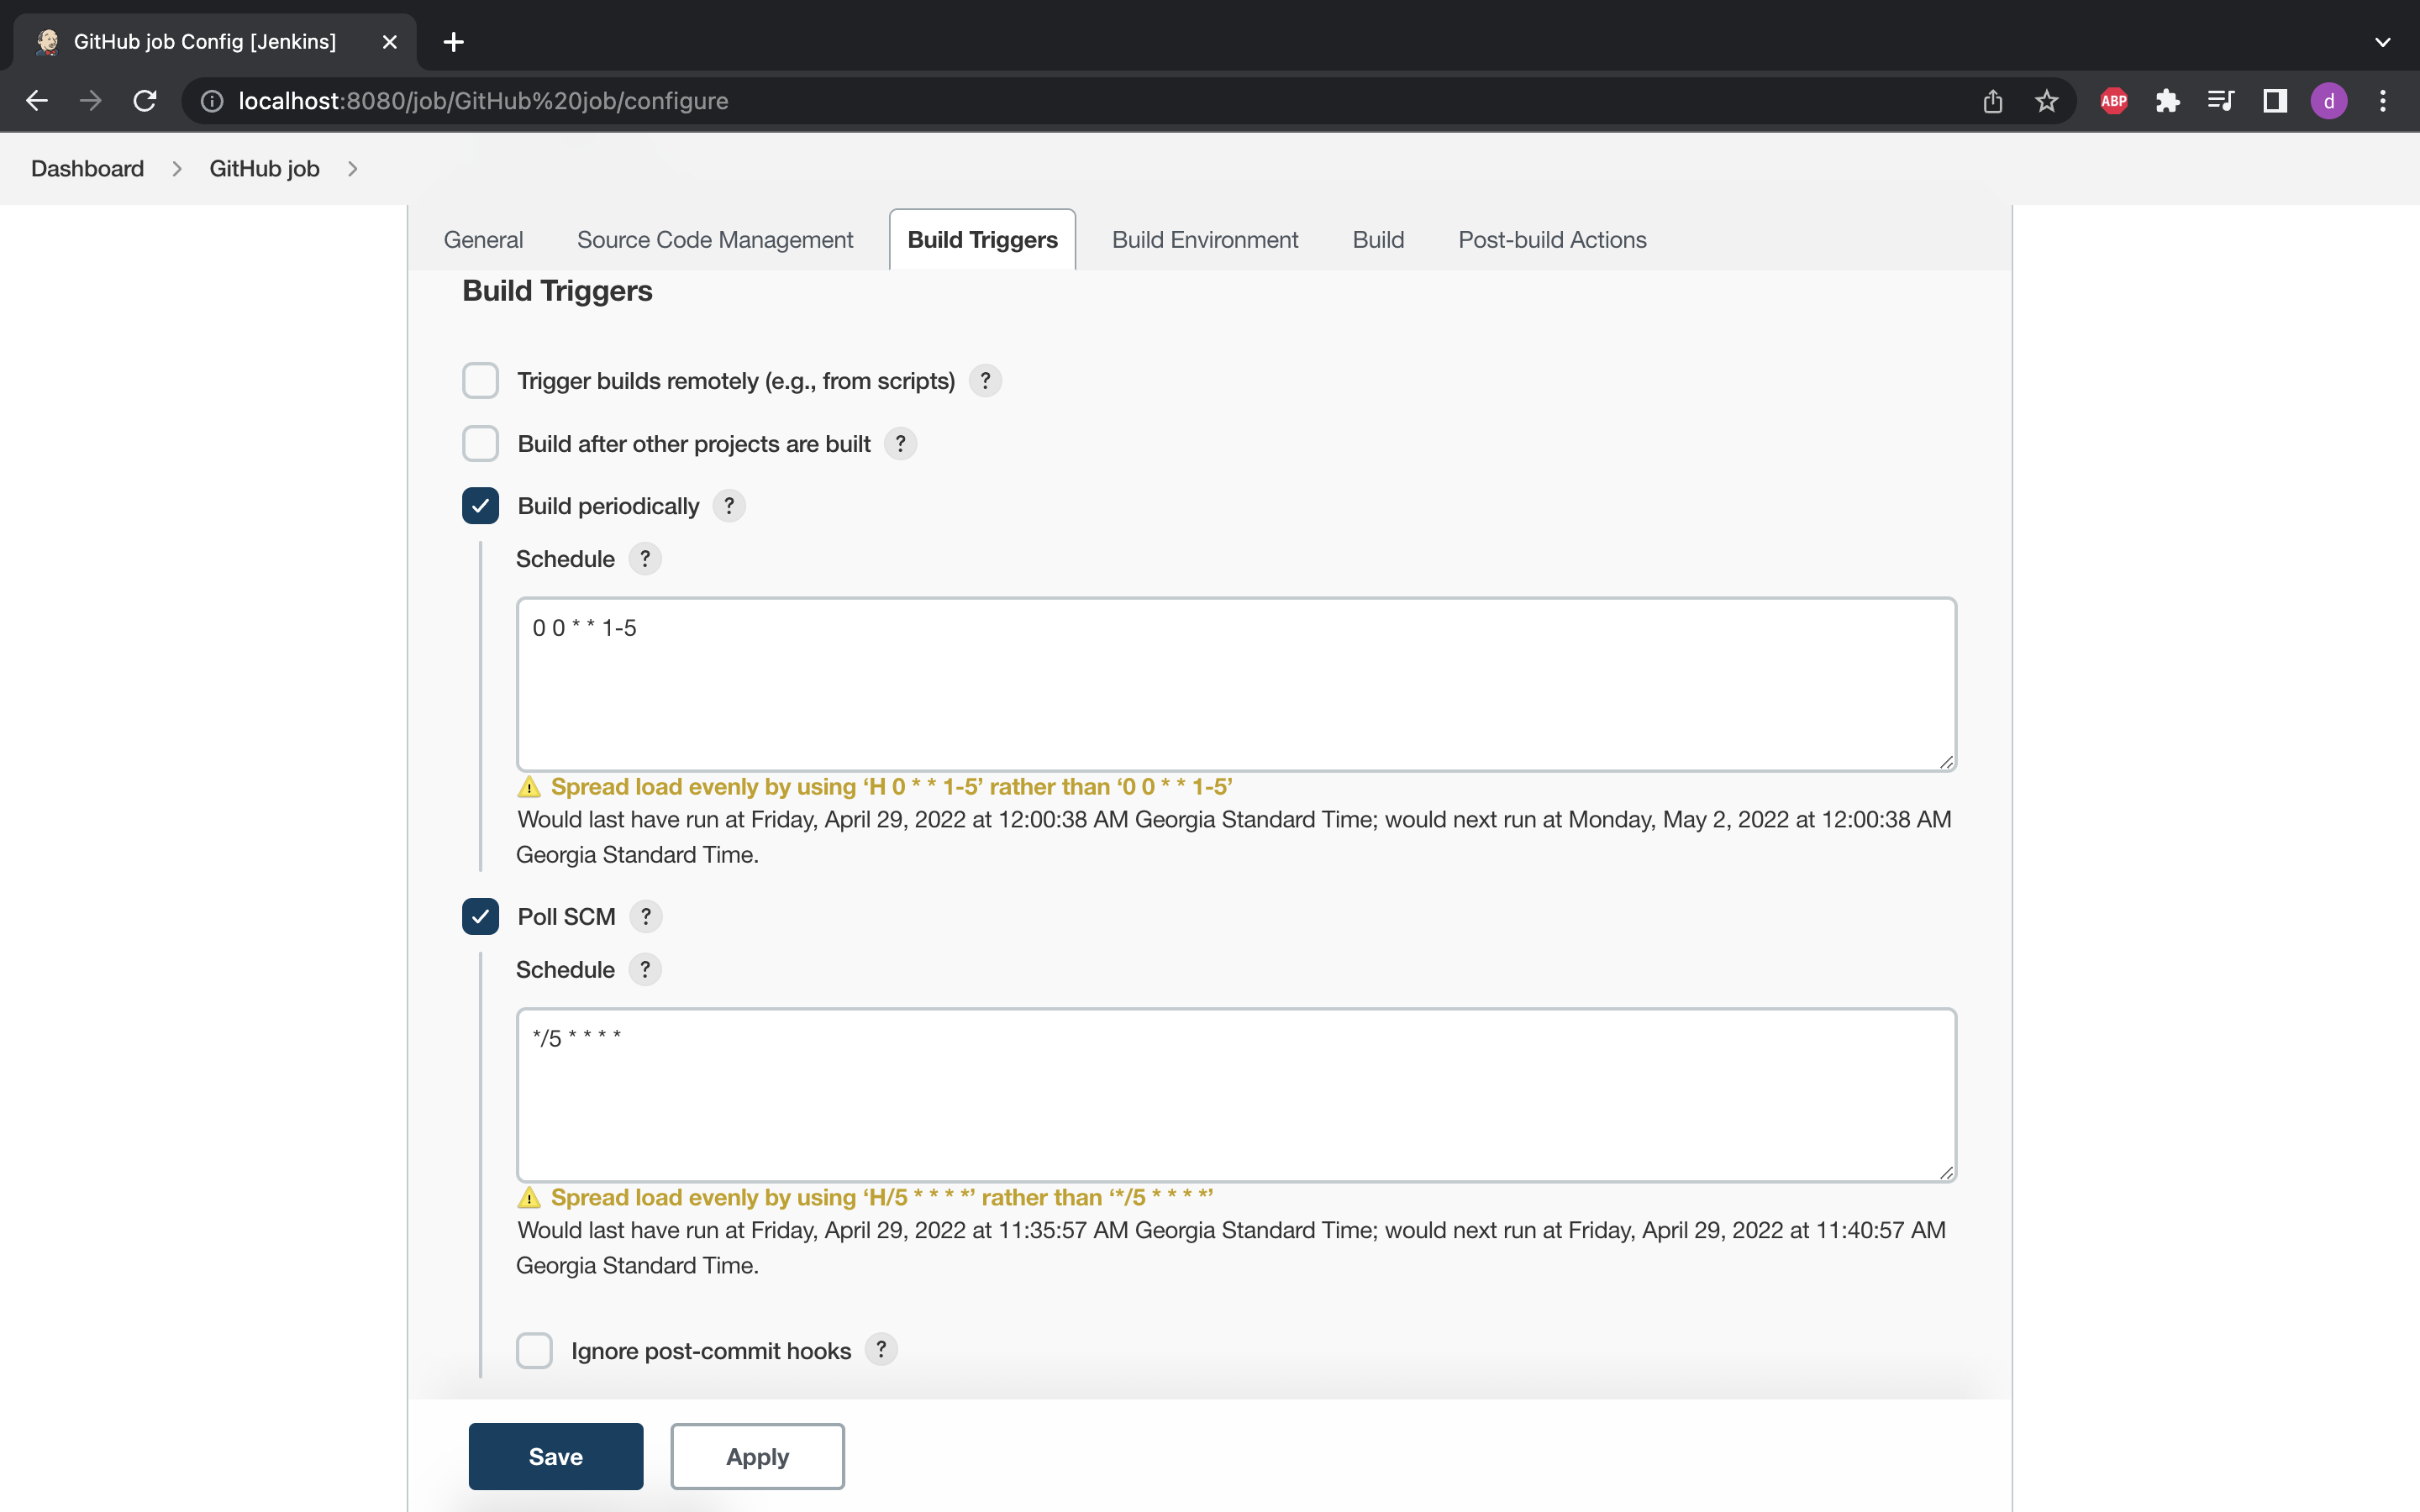 GitHub job Config [Jenkins]
localhost:8080/job/GitHub%20job/configure
ABP
d
Dashboard
GitHub job
General
Source Code Management
Build Triggers
Build Environment
Build
Post-build Actions
Build Triggers
Trigger builds remotely (e.g., from scripts) ?
Build after other projects are built ?
Build periodically ?
Schedule ?
0 0 * * 1-5
Spread load evenly by using ‘H 0 * * 1-5’ rather than ‘0 0 * * 1-5’
Would last have run at Friday, April 29, 2022 at 12:00:38 AM Georgia Standard Time; would next run at Monday, May 2, 2022 at 12:00:38 AM
Georgia Standard Time.
Poll SCM ?
Schedule ?
*/5 * * * *
Spread load evenly by using ‘H/5 * * * *’ rather than ‘*/5 * * * *’
Would last have run at Friday, April 29, 2022 at 11:35:57 AM Georgia Standard Time; would next run at Friday, April 29, 2022 at 11:40:57 AM
Georgia Standard Time.
Ignore post-commit hooks ?
Save
Apply